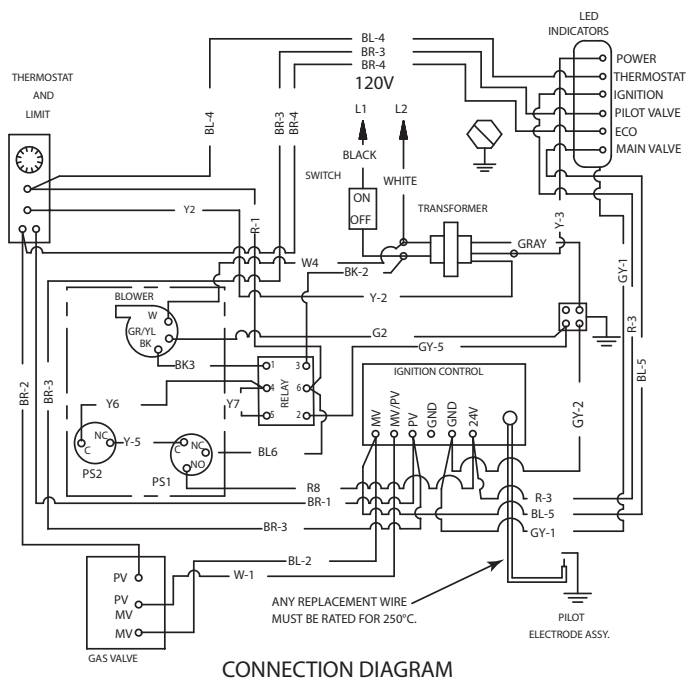 LED
INDICATORS
POWER
THERMOSTAT
IGNITION
PILOT VALVE
ECO
MAIN VALVE
BL-4
BR-3
BR-4
120V
L1
L2
BLACK
WHITE
SWITCH
ON
OFF
TRANSFORMER
THERMOSTAT
AND
LIMIT
BL-4
BR-3
BR-4
Y2
R-1
W4
BK-2
Y-2
GRAY
Y-3
GY-1
R-3
BL-5
BLOWER
W
GR/YL
BK
G2
GY-5
BK3
RELAY
1
3
4
6
5
2
IGNITION CONTROL
MV
MV/PV
PV
GND
GND
24V
GY-2
BR-2
BR-3
Y6
Y7
NC
C
Y-5
PS2
C
NC
NO
PS1
BL6
R8
BR-1
BR-3
R-3
BL-5
GY-1
BL-2
W-1
PV
PV
MV
MV
GAS VALVE
ANY REPLACEMENT WIRE
MUST BE RATED FOR 250°C.
PILOT
ELECTRODE ASSY.
CONNECTION DIAGRAM